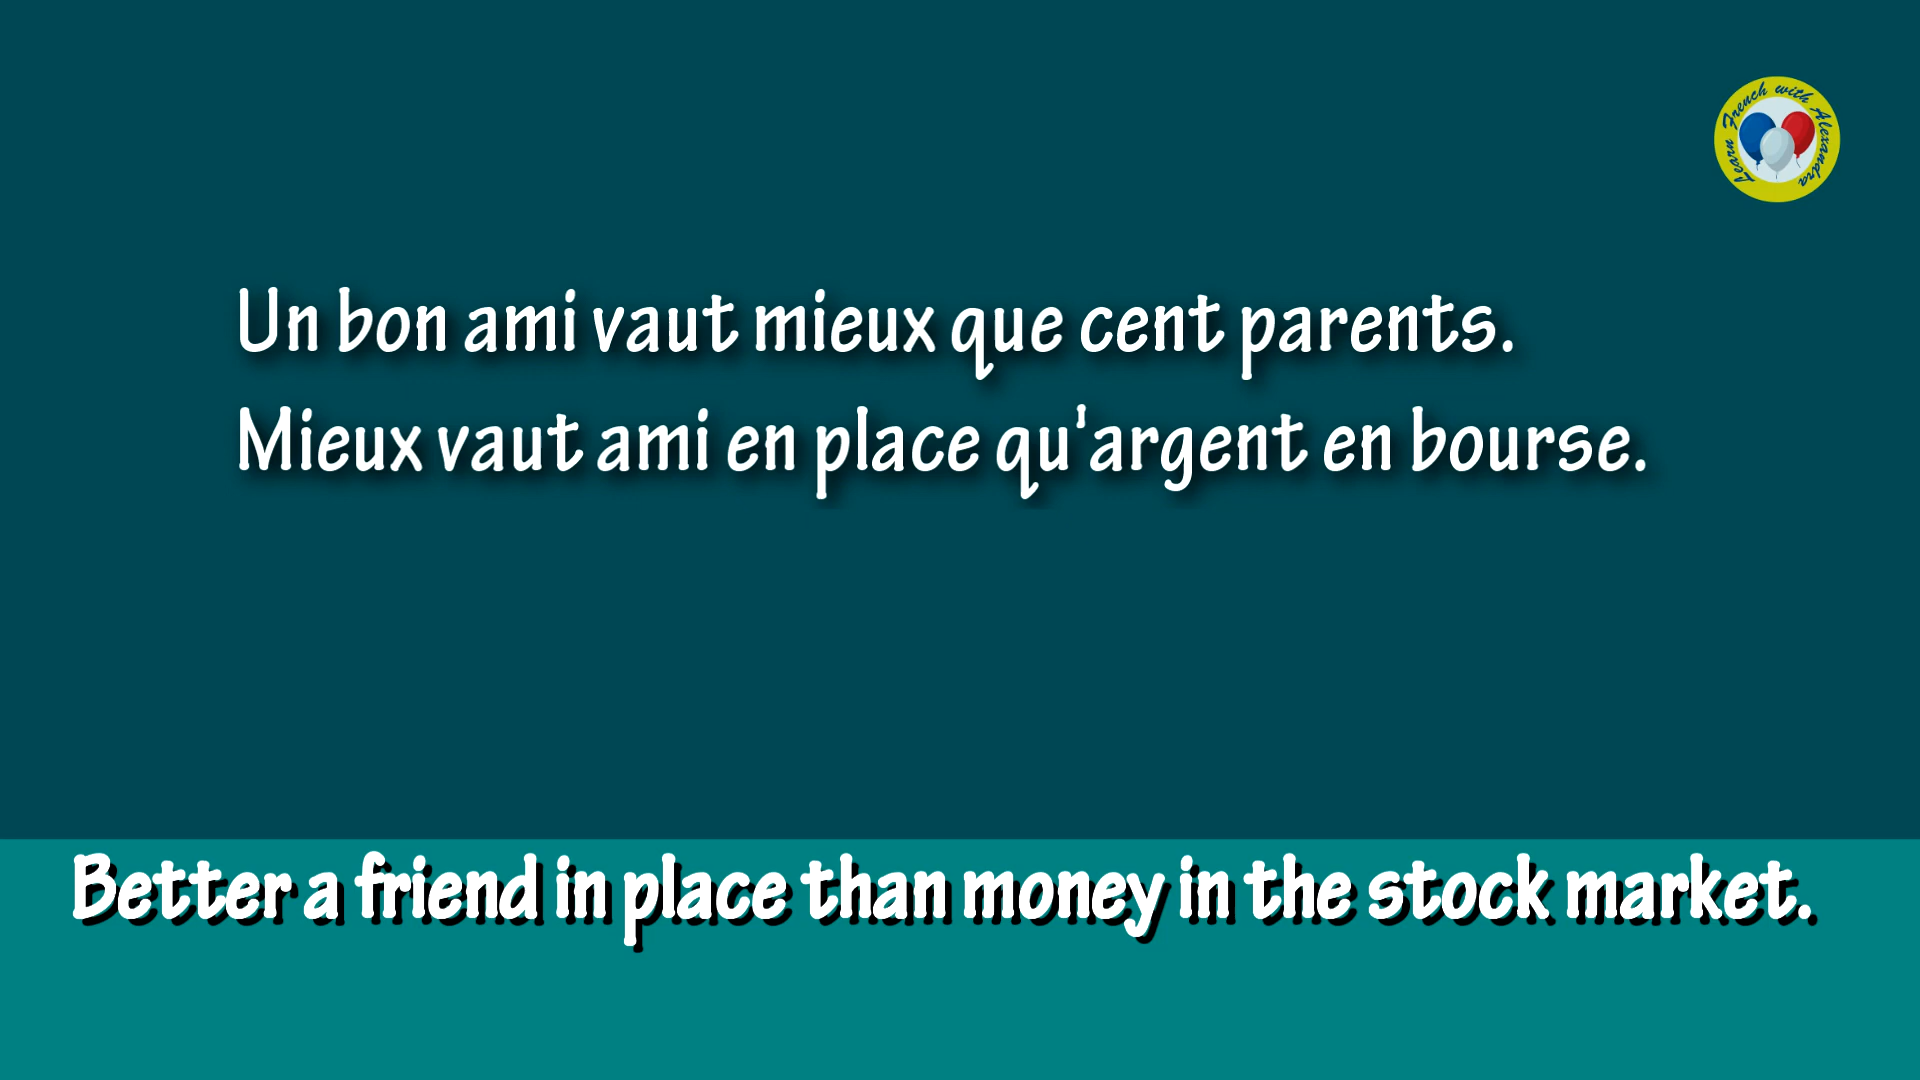 Learn French with Alexandra
Un bon ami vaut mieux que cent parents.
Mieux vaut ami en place qu'argent en bourse.
Better a friend in place than money in the stock market.